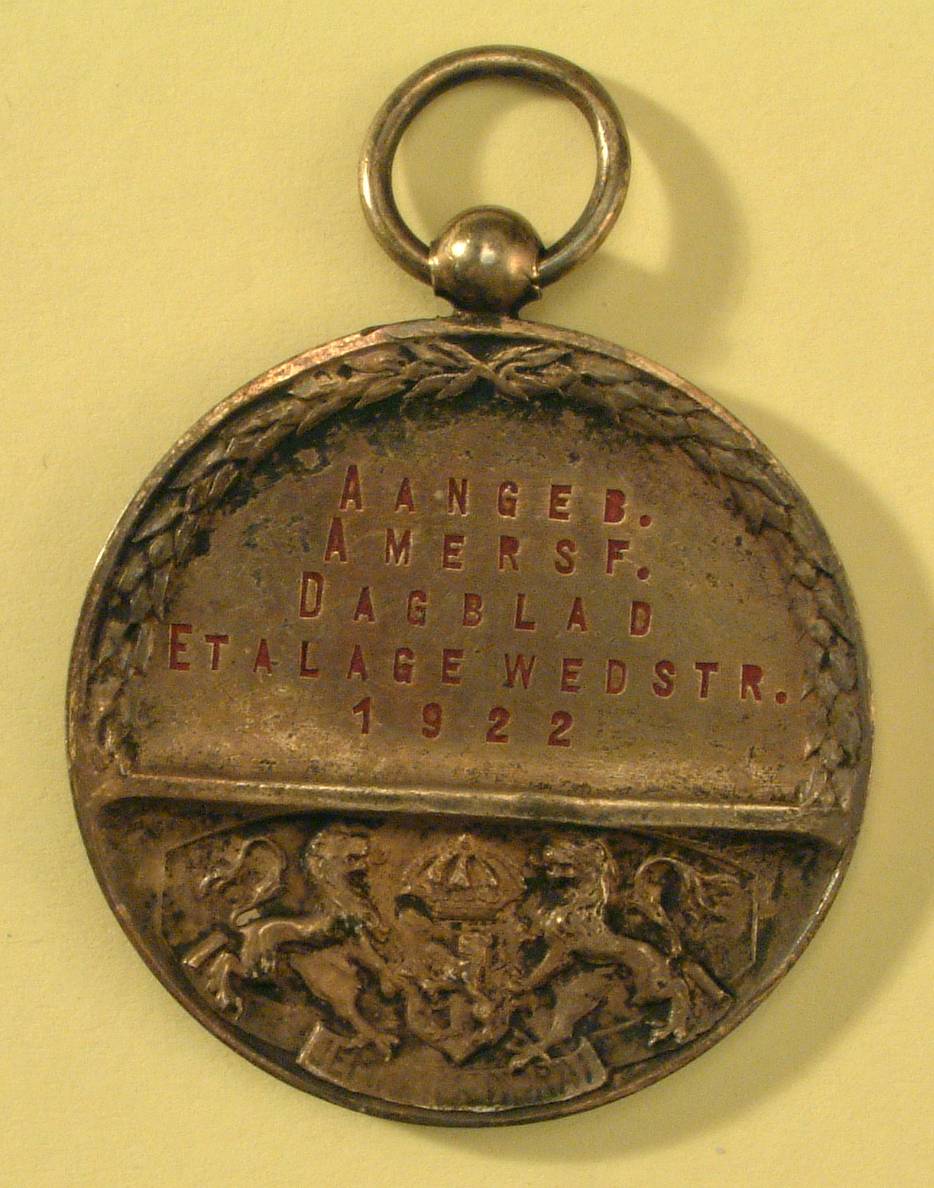 AANGEB.
AMERSF.
DAGBLAD
ETALAGE WEDSTR.
1922